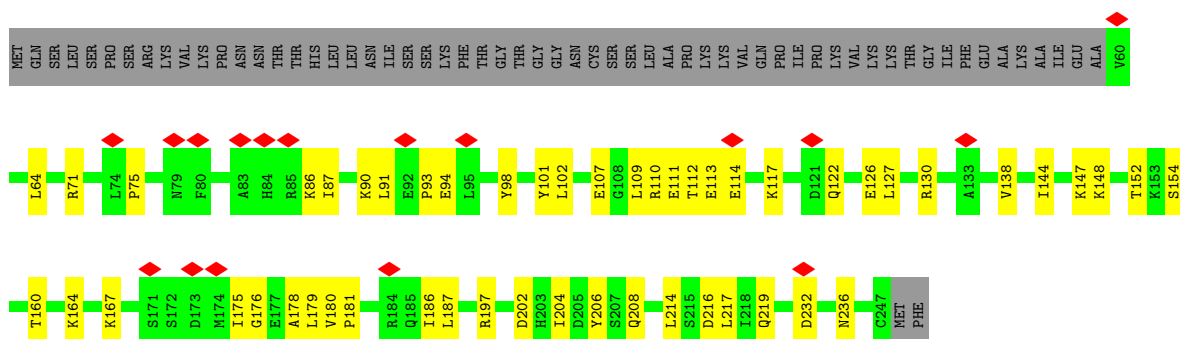 MET GLN SER LEU SER PRO SER ARG LYS VAL LYS PRO ASN ASN THR THR HIS LEU LEU ASN ILE SER SER LYS PHE THR GLY THR GLY GLY ASN CYS SER SER LEU ALA PRO LYS LYS VAL GLN PRO ILE PRO LYS VAL LYS LYS THR GLY ILE PHE GLU ALA LYS ALA ILE GLU ALA V60
L64 R71 L74 P75 N79 F80 A83 H84 R85 K86 I87 K90 L91 E92 P93 E94 L95 Y98 Y101 L102 E107 G108 L109 R110 E111 T112 E113 E114 K117 D121 Q122 E126 L127 R130 A133 V138 I144 K147 K148 T152 K153 S154
T160 K164 K167 S171 S172 D173 M174 I175 G176 E177 A178 L179 V180 P181 R184 Q185 I186 L187 R197 D202 H203 I204 D205 Y206 S207 Q208 L214 S215 D216 L217 I218 Q219 D232 N236 C247 MET PHE